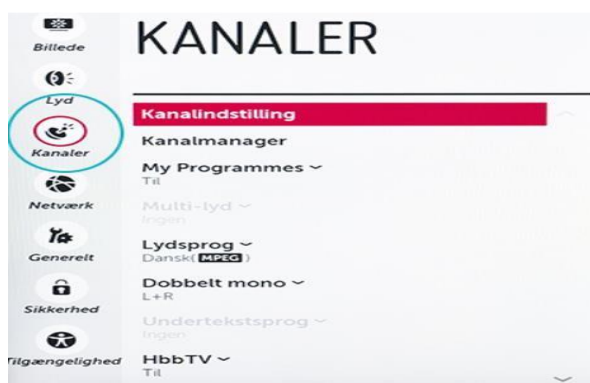 Billede
Lyd
Kanaler
Netværk
Generelt
Sikkerhed
Tilgængelighed
KANALER
Kanalindstilling
Kanalmanager
My Programmes
Til
Multi-lyd
Ingen
Lydsprog
Dansk( MPEG )
Dobbelt mono
L+R
Undertekstsprog
Ingen
HbbTV
Til